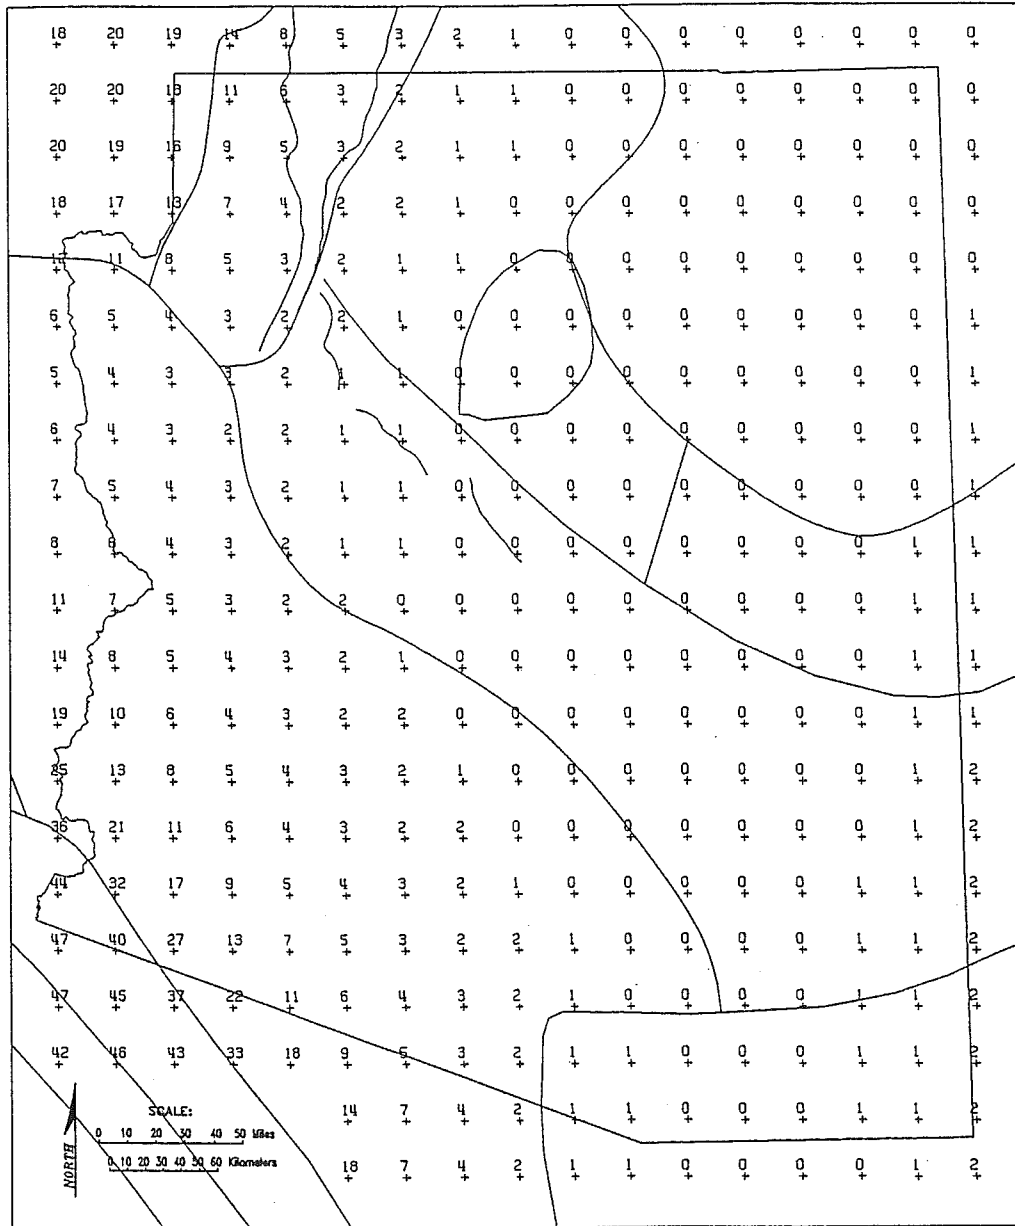 18 20 19 14 8 5 3 2 1 0 0 0 0 0 0 0 0
20 20 18 11 6 3 2 1 1 0 0 0 0 0 0 0 0
20 19 16 9 5 3 2 1 1 0 0 0 0 0 0 0 0
18 17 13 7 4 2 2 1 0 0 0 0 0 0 0 0 0
11 8 5 3 2 1 1 0 0 0 0 0 0 0 0 0
6 5 4 3 2 2 1 0 0 0 0 0 0 0 0 0 1
5 4 3 3 2 1 1 0 0 0 0 0 0 0 0 0 1
6 4 3 2 2 1 1 0 0 0 0 0 0 0 0 0 1
7 5 4 3 2 1 1 0 0 0 0 0 0 0 0 0 1
8 6 4 3 2 1 1 0 0 0 0 0 0 0 0 1 1
11 7 5 3 2 2 0 0 0 0 0 0 0 0 0 1 1
14 8 5 4 3 2 1 0 0 0 0 0 0 0 0 1 1
19 10 6 4 3 2 2 0 0 0 0 0 0 0 0 1 1
25 13 8 5 4 3 2 1 0 0 0 0 0 0 0 1 2
36 21 11 6 4 3 2 2 0 0 0 0 0 0 0 1 2
44 32 17 9 5 4 3 2 1 0 0 0 0 0 1 1 2
47 40 27 13 7 5 3 2 2 1 0 0 0 0 1 1 2
47 45 37 22 11 6 4 3 2 1 0 0 0 0 1 1 2
42 46 43 33 18 9 5 3 2 1 1 0 0 0 1 1 2
14 7 4 2 1 1 0 0 0 1 1 2
18 7 4 2 1 1 0 0 0 0 1 2
SCALE:
0 10 20 30 40 50 Miles
0 10 20 30 40 50 60 Kilometers
NORTH